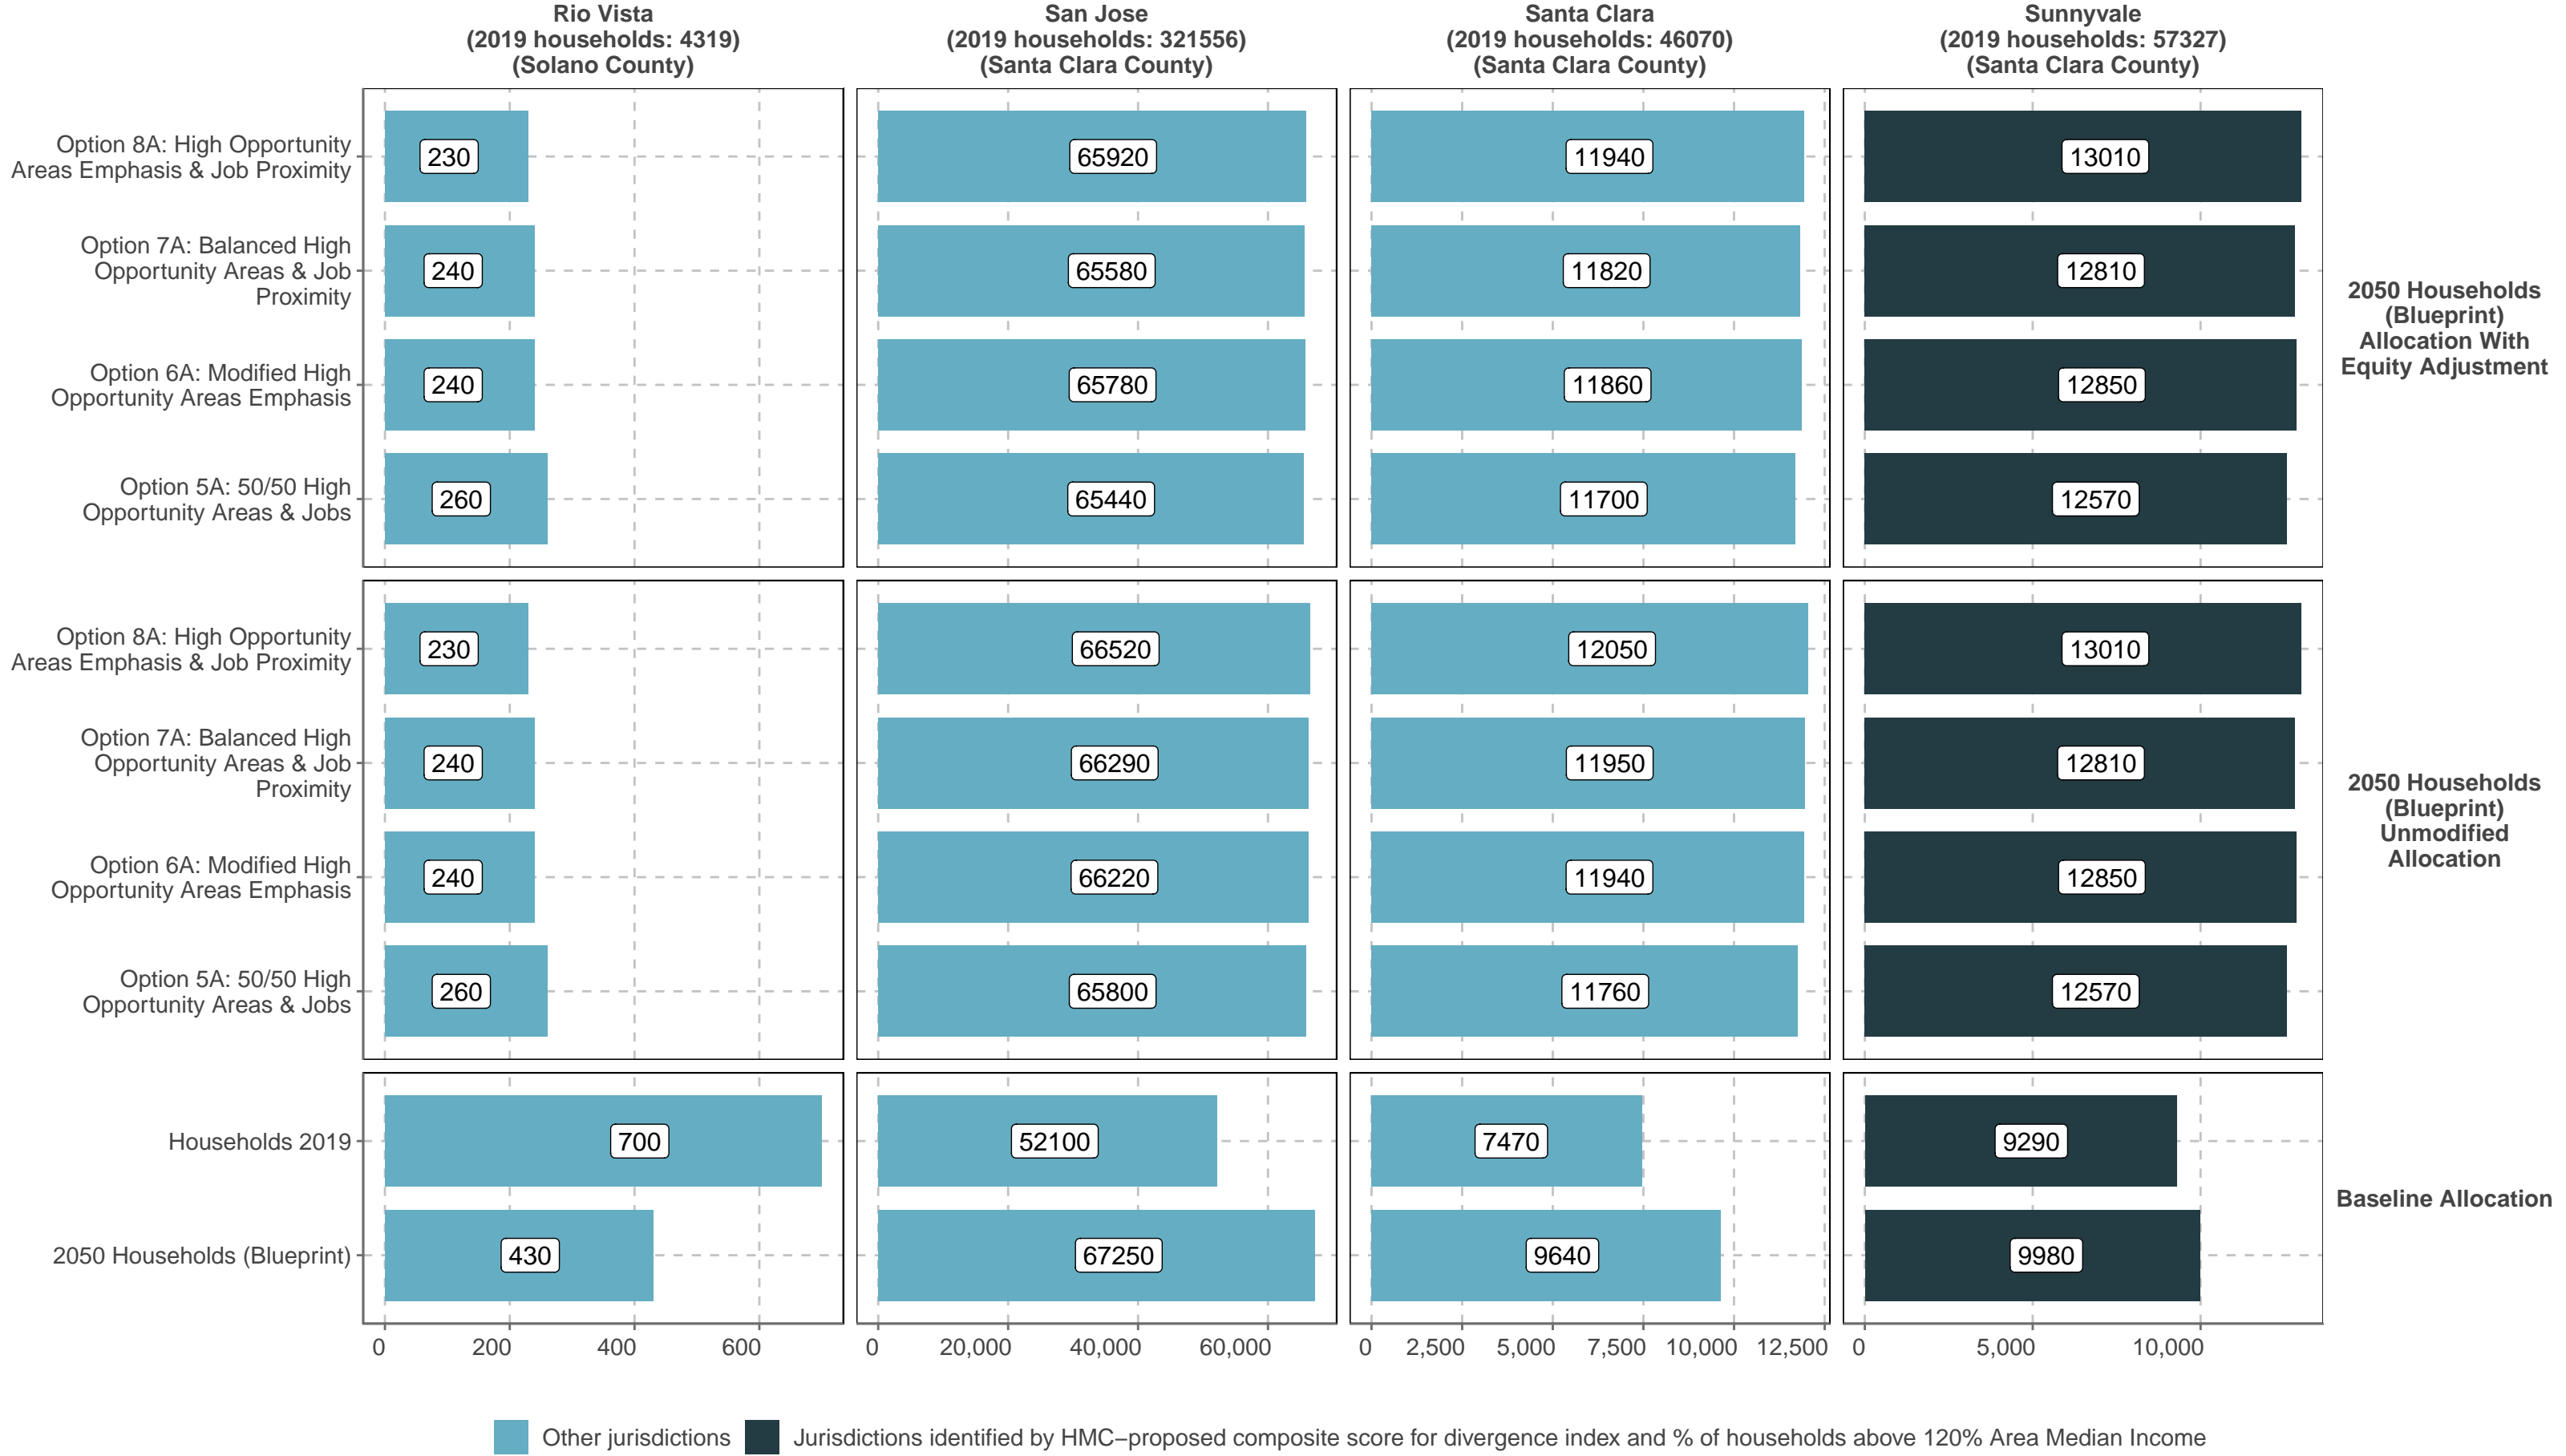 Rio Vista
(2019 households: 4319)
(Solano County)
San Jose
(2019 households: 321556)
(Santa Clara County)
Santa Clara
(2019 households: 46070)
(Santa Clara County)
Sunnyvale
(2019 households: 57327)
(Santa Clara County)
Option 8A: High Opportunity
Areas Emphasis & Job Proximity
230
65920
11940
13010
Option 7A: Balanced High
Opportunity Areas & Job
Proximity
240
65580
11820
12810
Option 6A: Modified High
Opportunity Areas Emphasis
240
65780
11860
12850
Option 5A: 50/50 High
Opportunity Areas & Jobs
260
65440
11700
12570
2050 Households
(Blueprint)
Allocation With
Equity Adjustment
Option 8A: High Opportunity
Areas Emphasis & Job Proximity
230
66520
12050
13010
Option 7A: Balanced High
Opportunity Areas & Job
Proximity
240
66290
11950
12810
Option 6A: Modified High
Opportunity Areas Emphasis
240
66220
11940
12850
Option 5A: 50/50 High
Opportunity Areas & Jobs
260
65800
11760
12570
2050 Households
(Blueprint)
Unmodified
Allocation
Households 2019
700
52100
7470
9290
2050 Households (Blueprint)
430
67250
9640
9980
Baseline Allocation
0 200 400 600
0 20,000 40,000 60,000
0 2,500 5,000 7,500 10,000 12,500
0 5,000 10,000
Other jurisdictions
Jurisdictions identified by HMC−proposed composite score for divergence index and % of households above 120% Area Median Income